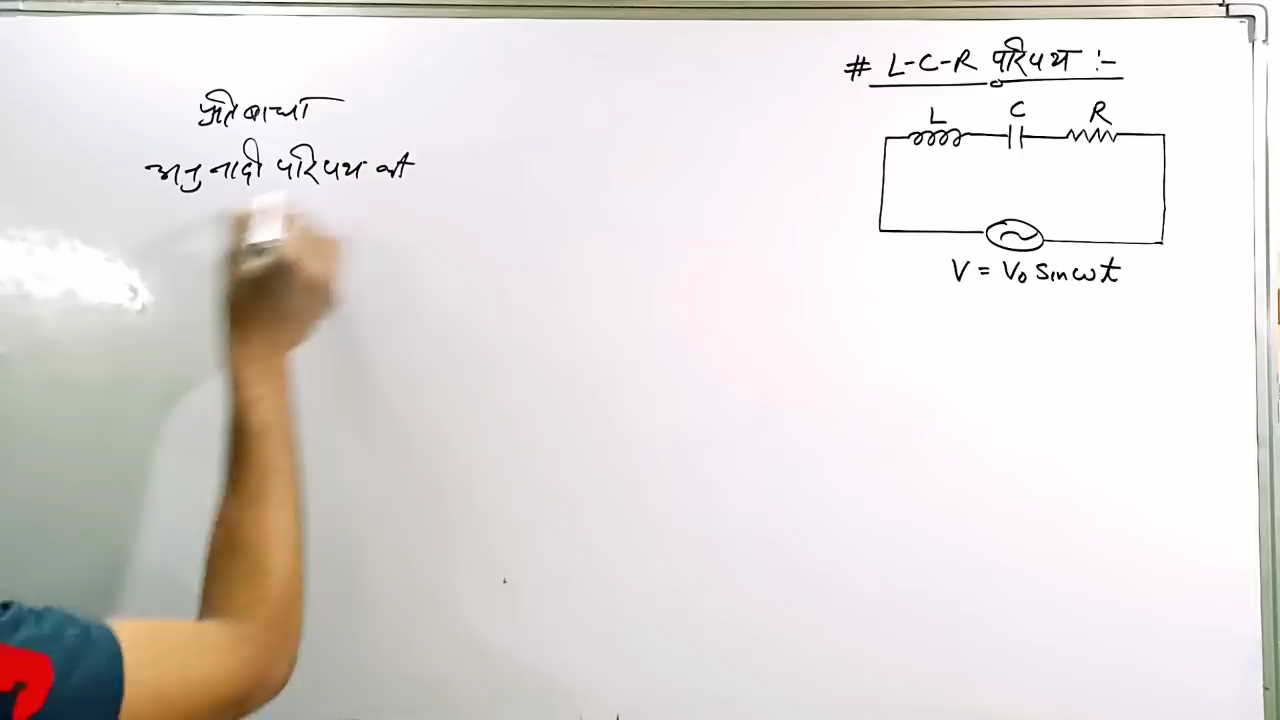 # L-C-R परिपथ :-
L C R
V = V₀ sinωt
प्रतिबाधा
अनुनादी परिपथ की